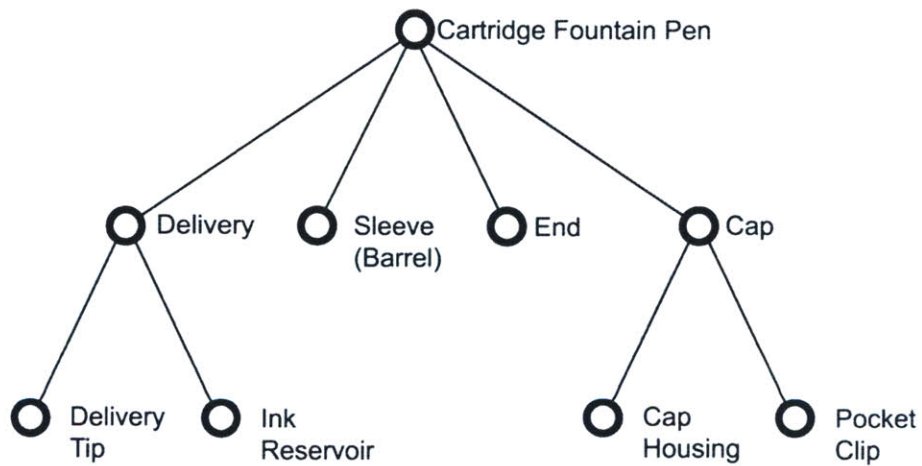 Cartridge Fountain Pen
Delivery
Sleeve
(Barrel)
End
Cap
Delivery
Tip
Ink
Reservoir
Cap
Housing
Pocket
Clip